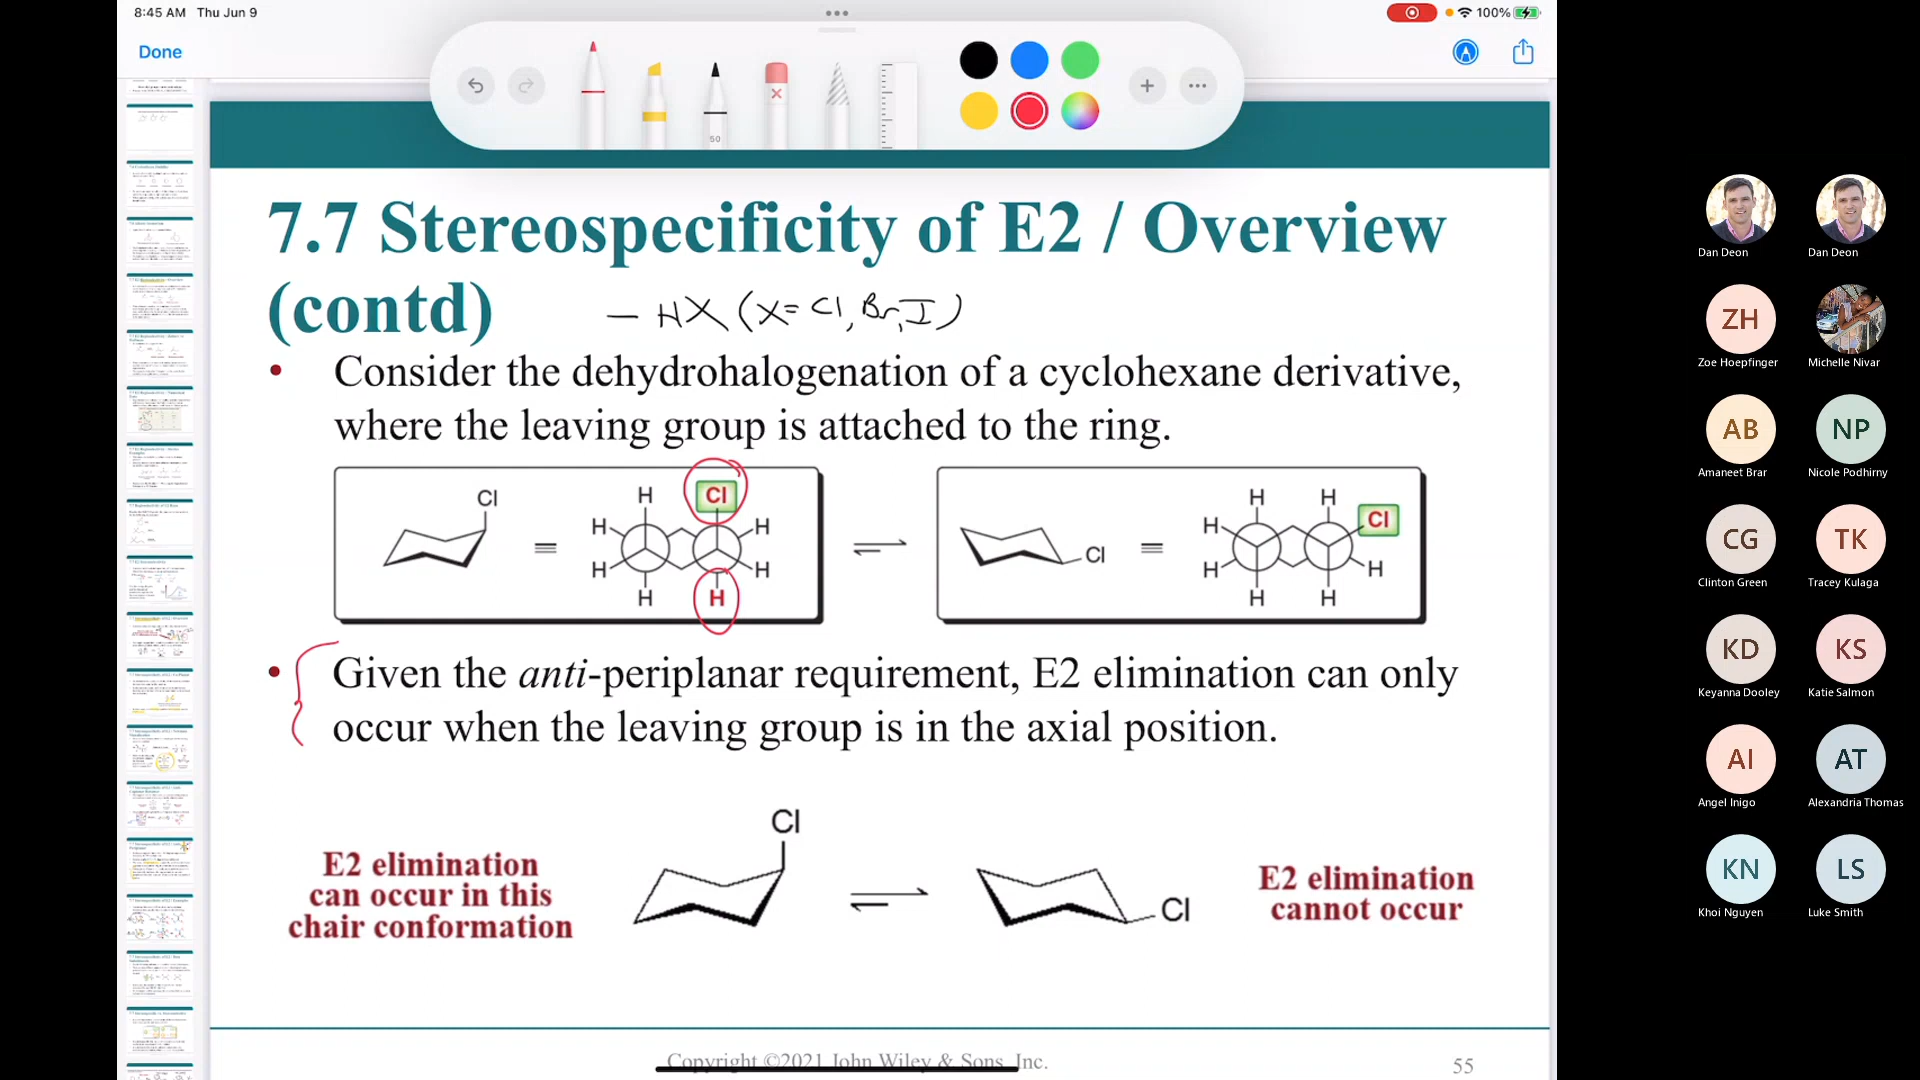 8:45 AM Thu Jun 9
100%
Done
50
7.7 Stereospecificity of E2 / Overview
(contd)
— HX (X= Cl, Br, I)
• Consider the dehydrohalogenation of a cyclohexane derivative,
where the leaving group is attached to the ring.
Cl
H Cl
H H
H H
H H
H H
Cl
Cl
H H
H H
• Given the anti-periplanar requirement, E2 elimination can only
occur when the leaving group is in the axial position.
Cl
E2 elimination
can occur in this
chair conformation
Cl
E2 elimination
cannot occur
Copyright ©2021 John Wiley & Sons, Inc.
55
Dan Deon
Dan Deon
ZH
Zoe Hoepfinger
Michelle Nivar
AB
Amaneet Brar
NP
Nicole Podhirny
CG
Clinton Green
TK
Tracey Kulaga
KD
Keyanna Dooley
KS
Katie Salmon
AI
Angel Inigo
AT
Alexandria Thomas
KN
Khoi Nguyen
LS
Luke Smith